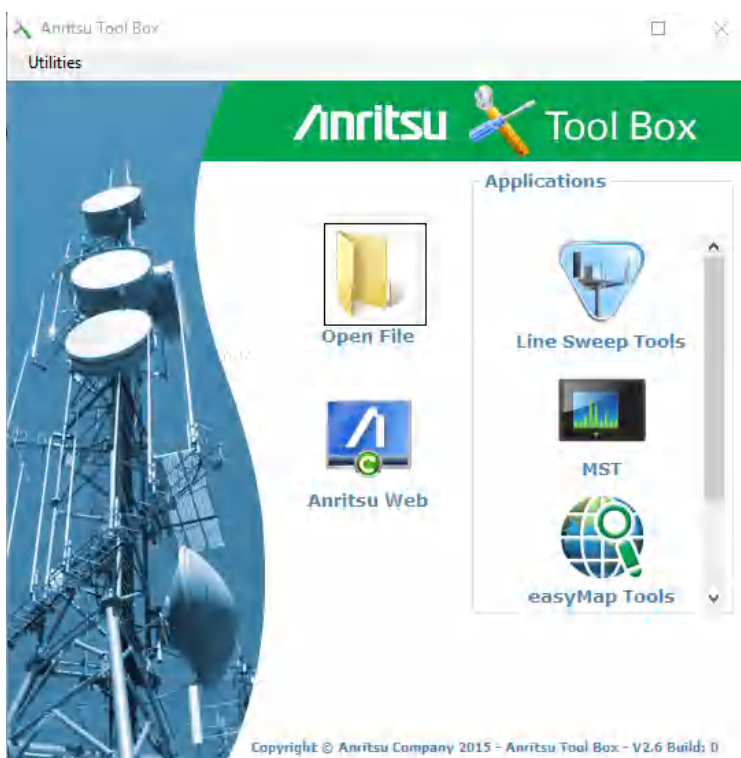 Anritsu Tool Box
Utilities
Anritsu Tool Box
Applications
Open File
Line Sweep Tools
Anritsu Web
MST
easyMap Tools
Copyright © Anritsu Company 2015 - Anritsu Tool Box - V2.6 Build: 0